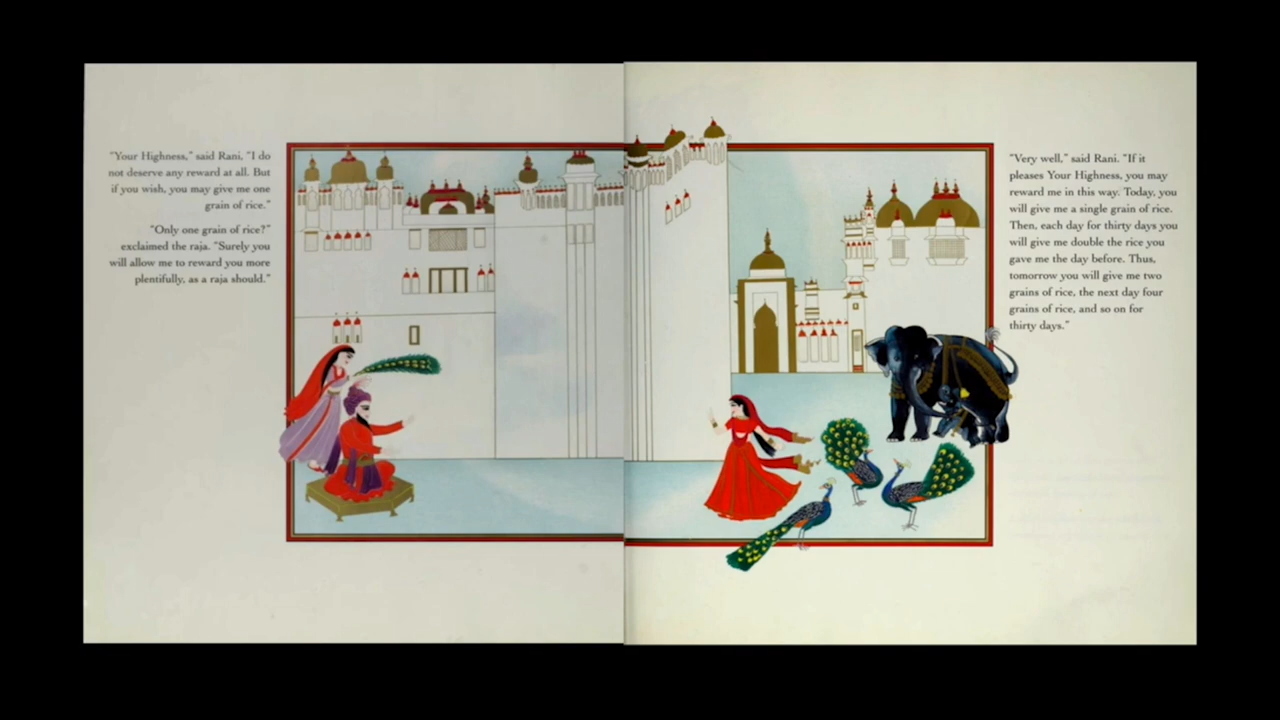 "Your Highness," said Rani, "I do
not deserve any reward at all. But
if you wish, you may give me one
grain of rice."
"Only one grain of rice?"
exclaimed the raja. "Surely you
will allow me to reward you more
plentifully, as a raja should."
"Very well," said Rani. "If it
pleases Your Highness, you may
reward me in this way. Today, you
will give me a single grain of rice.
Then, each day for thirty days you
will give me double the rice you
gave me the day before. Thus,
tomorrow you will give me two
grains of rice, the next day four
grains of rice, and so on for
thirty days."